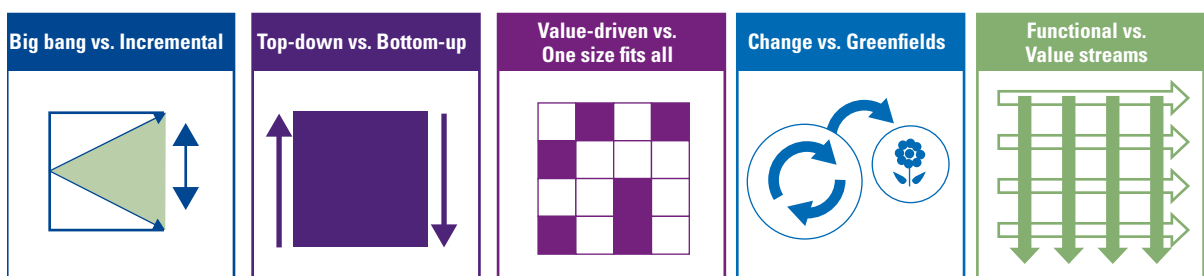 Big bang vs. Incremental
Top-down vs. Bottom-up
Value-driven vs.
One size fits all
Change vs. Greenfields
Functional vs.
Value streams